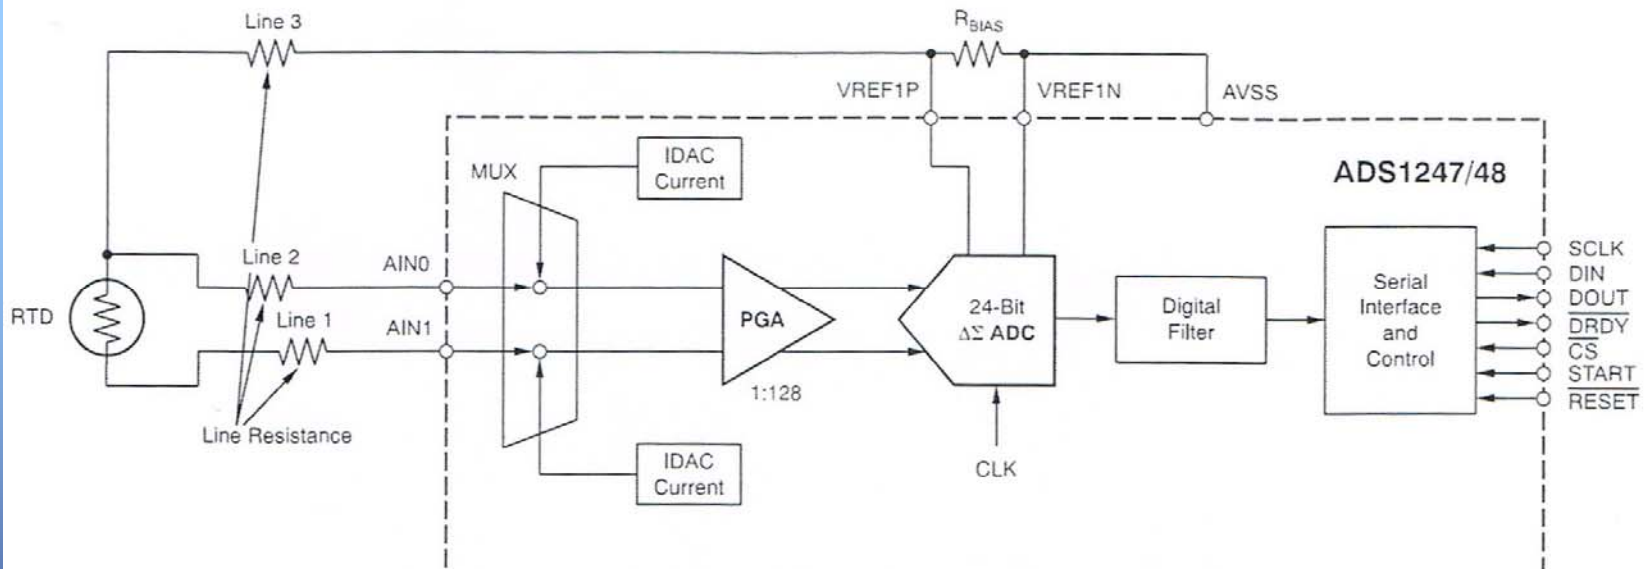 Line 3
RBIAS
VREF1P
VREF1N
AVSS
IDAC
Current
MUX
ADS1247/48
Line 2
AIN0
RTD
Line 1
AIN1
PGA
1:128
24-Bit
ΔΣ ADC
CLK
Digital
Filter
Serial
Interface
and
Control
SCLK
DIN
DOUT
DRDY
CS
START
RESET
Line Resistance
IDAC
Current